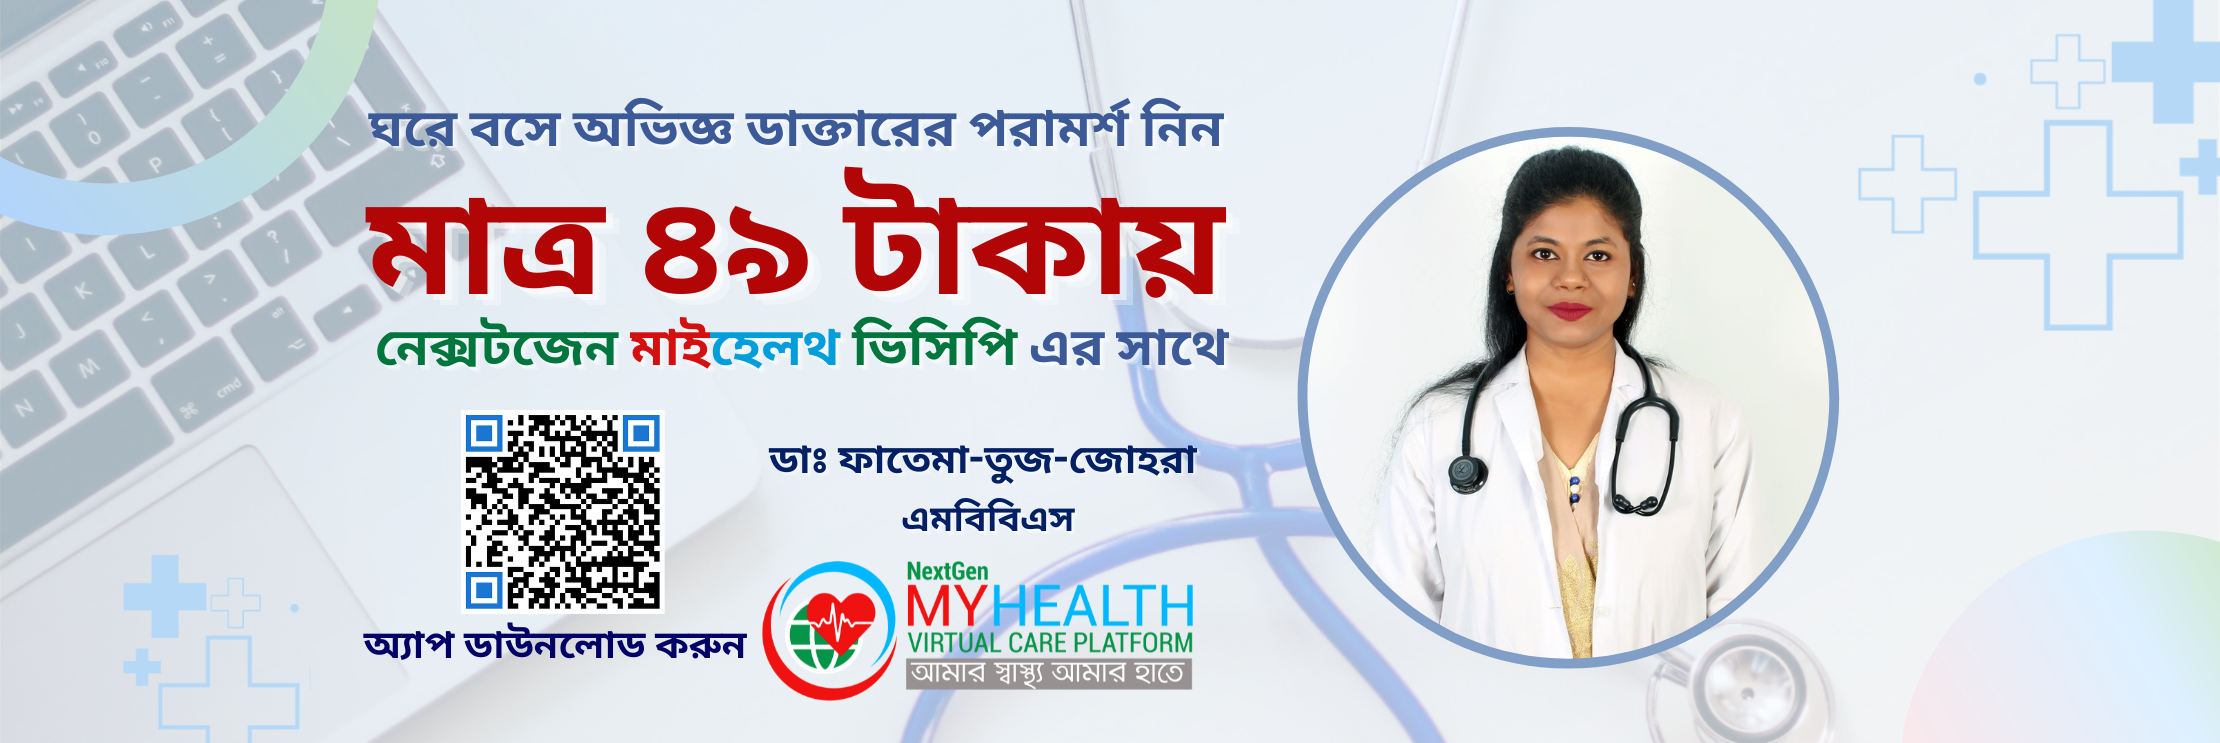 ঘরে বসে অভিজ্ঞ ডাক্তারের পরামর্শ নিন
মাত্র ৪৯ টাকায়
নেক্সটজেন মাইহেলথ ভিসিপি এর সাথে
ডাঃ ফাতেমা-তুজ-জোহরা
এমবিবিএস
অ্যাপ ডাউনলোড করুন
NextGen
MYHEALTH
VIRTUAL CARE PLATFORM
আমার স্বাস্থ্য আমার হাতে